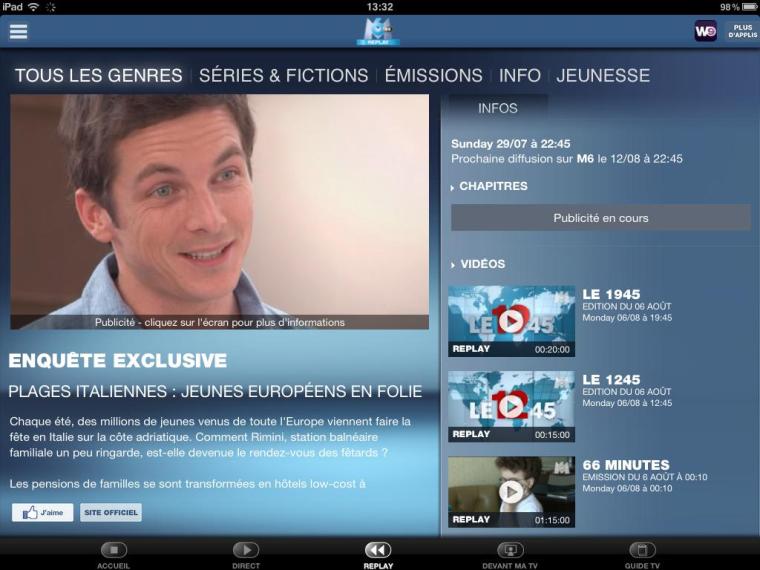 iPad
13:32
98 %
M6
REPLAY
W9
PLUS
D'APPLIS
TOUS LES GENRES
SÉRIES & FICTIONS
ÉMISSIONS
INFO
JEUNESSE
Publicité - cliquez sur l'écran pour plus d'informations
ENQUÊTE EXCLUSIVE
PLAGES ITALIENNES : JEUNES EUROPÉENS EN FOLIE
Chaque été, des millions de jeunes venus de toute l'Europe viennent faire la
fête en Italie sur la côte adriatique. Comment Rimini, station balnéaire
familiale un peu ringarde, est-elle devenue le rendez-vous des fêtards ?
Les pensions de familles se sont transformées en hôtels low-cost à
J'aime
SITE OFFICIEL
INFOS
Sunday 29/07 à 22:45
Prochaine diffusion sur M6 le 12/08 à 22:45
CHAPITRES
Publicité en cours
VIDÉOS
LE 12 45
REPLAY
00:20:00
LE 1945
EDITION DU 06 AOÛT
Monday 06/08 à 19:45
LE 12 45
REPLAY
00:15:00
LE 1245
EDITION DU 06 AOÛT
Monday 06/08 à 12:45
REPLAY
01:15:00
66 MINUTES
EMISSION DU 6 AOÛT À 00:10
Monday 06/08 à 00:10
ACCUEIL
DIRECT
REPLAY
DEVANT MA TV
GUIDE TV